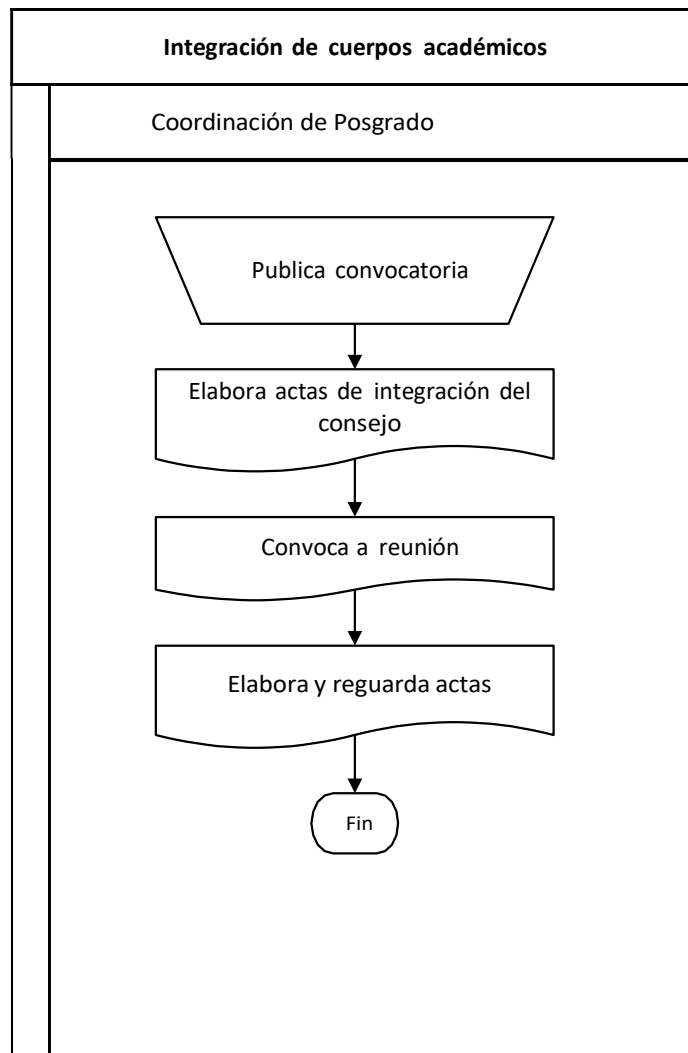 Integración de cuerpos académicos
Coordinación de Posgrado
Publica convocatoria
Elabora actas de integración del
consejo
Convoca a reunión
Elabora y reguarda actas
Fin